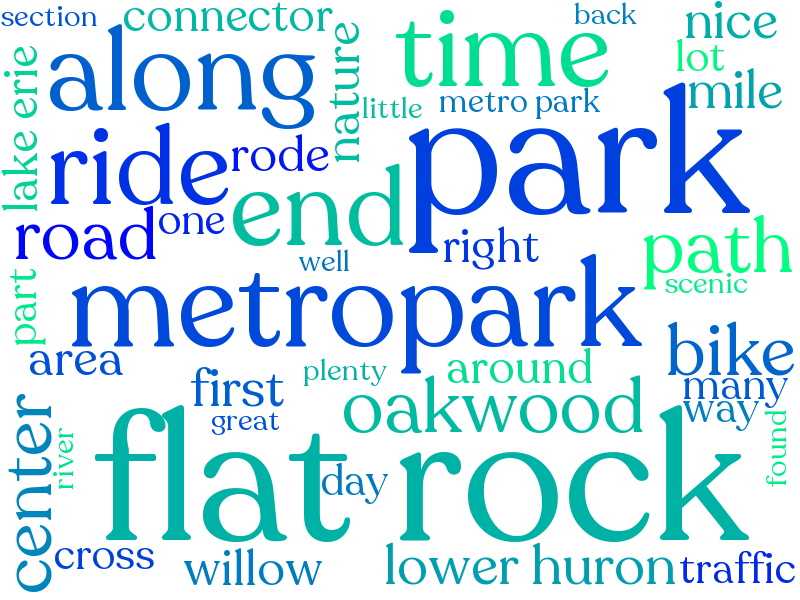 section
connector
back
nice
along
time
lot
lake erie
nature
little
metro park
mile
ride
rode
park
end
road
one
right
path
well
scenic
part
metropark
area
first
plenty
around
bike
many
great
oakwood
way
center
river
flat rock
day
found
cross
willow
lower huron
traffic